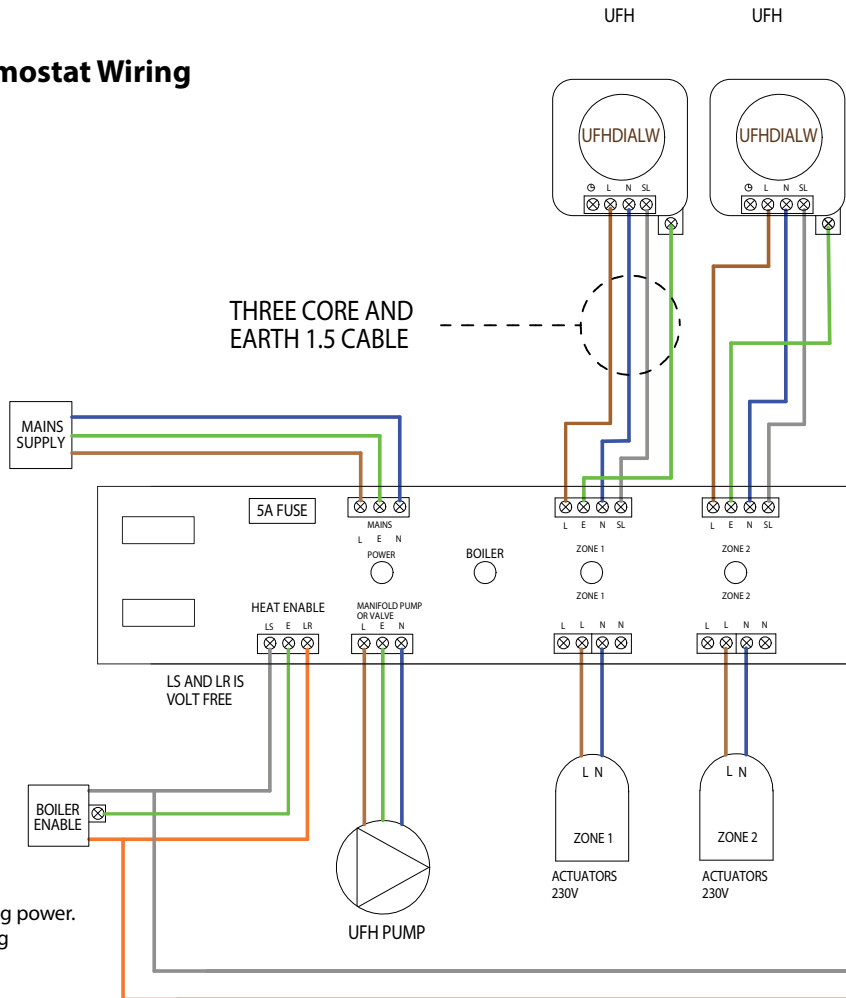 UFH UFH
mostat Wiring
UFHDIALW UFHDIALW
L N SL L N SL
THREE CORE AND
EARTH 1.5 CABLE
MAINS
SUPPLY
5A FUSE
MAINS
L E N
POWER
BOILER
L E N SL
ZONE 1
ZONE 1
L E N SL
ZONE 2
ZONE 2
HEAT ENABLE
LS E LR
MANIFOLD PUMP
OR VALVE
L E N
L L N N
L L N N
LS AND LR IS
VOLT FREE
BOILER
ENABLE
L N
ZONE 1
L N
ZONE 2
ACTUATORS
230V
ACTUATORS
230V
UFH PUMP
g power.
g